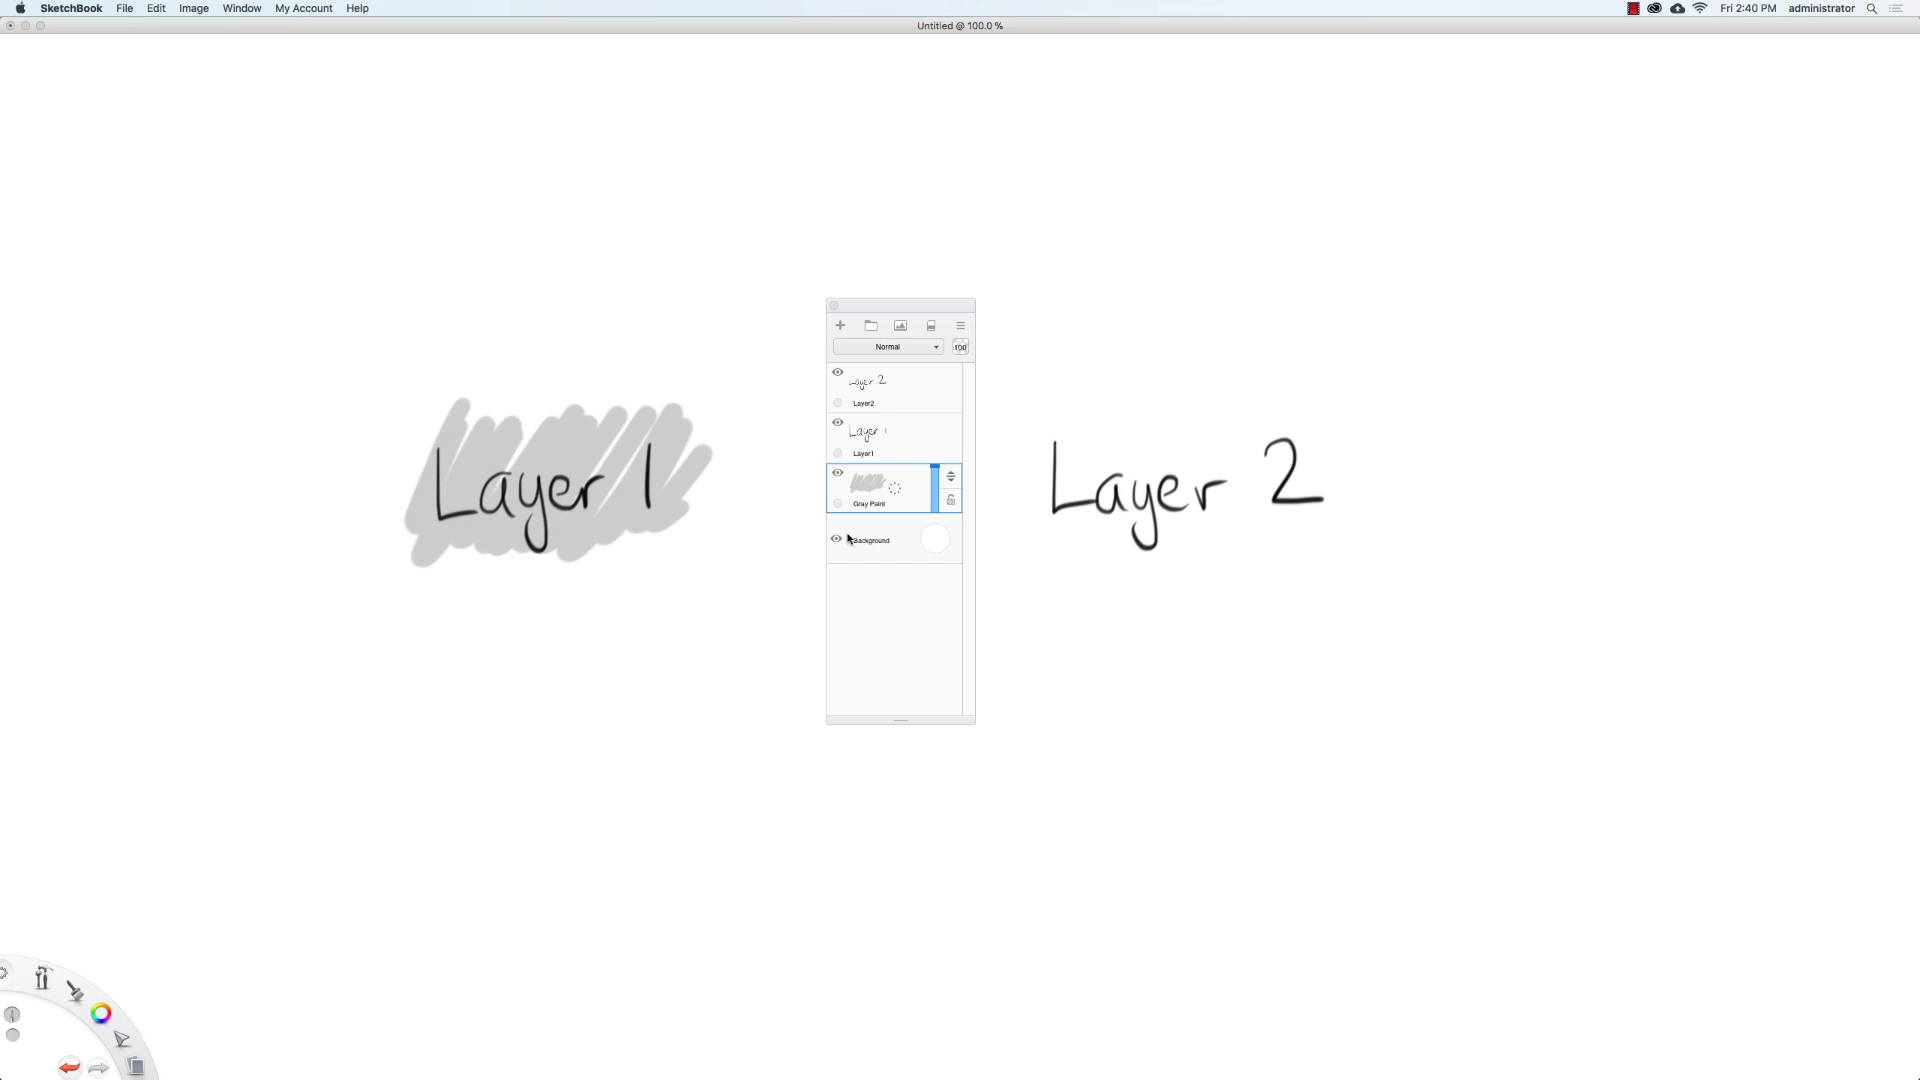 SketchBook File Edit Image Window My Account Help Fri 2:40 PM administrator
Untitled @ 100.0 %
Normal 100
Layer 2
Layer2
Layer 1
Layer1
Gray Paint
Background
Layer 1
Layer 2